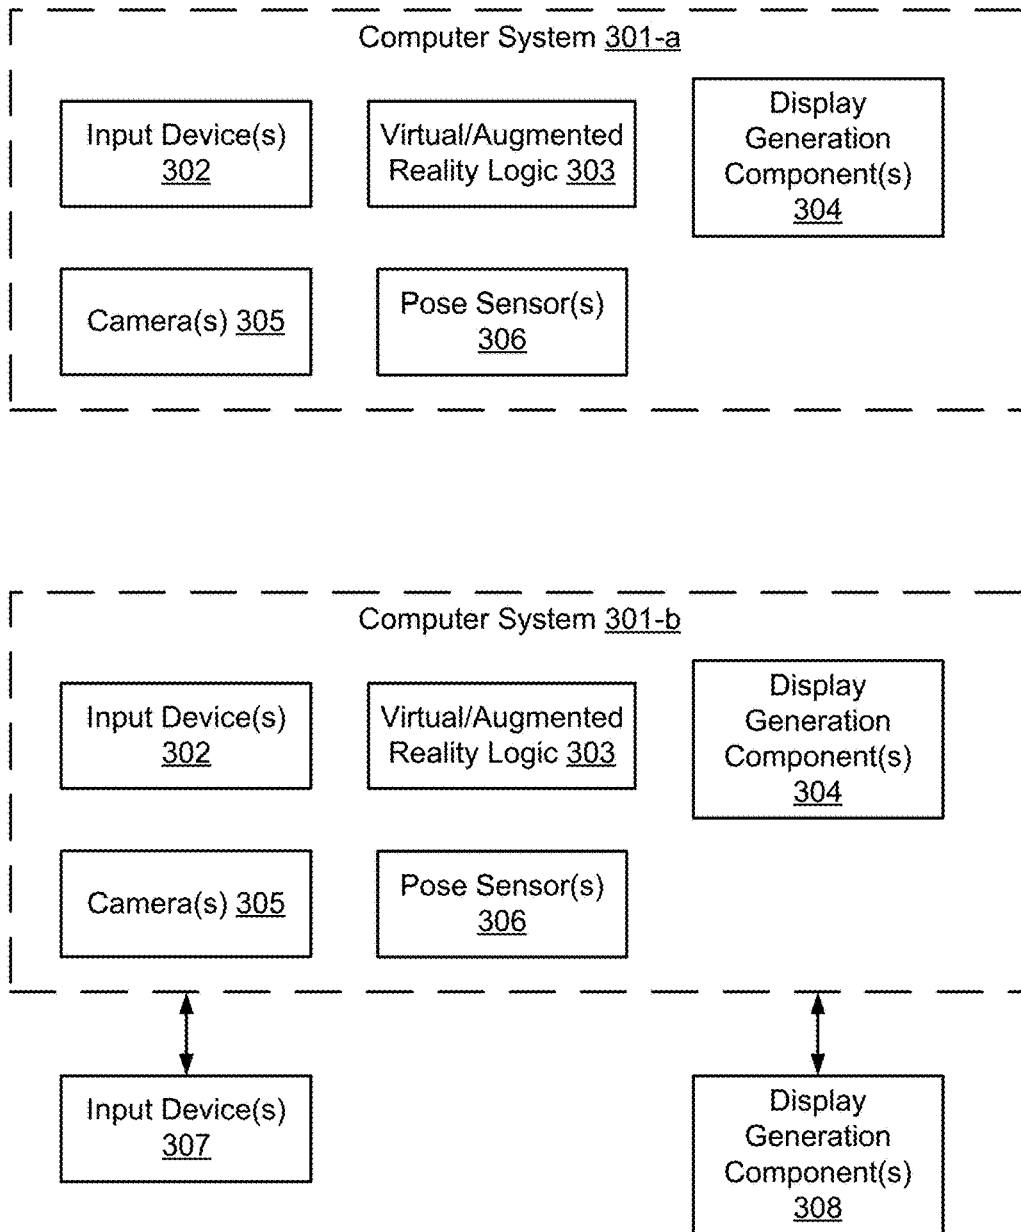 Computer System 301-a
Input Device(s)
302
Virtual/Augmented
Reality Logic 303
Display
Generation
Component(s)
304
Camera(s) 305
Pose Sensor(s)
306
Computer System 301-b
Input Device(s)
302
Virtual/Augmented
Reality Logic 303
Display
Generation
Component(s)
304
Camera(s) 305
Pose Sensor(s)
306
Input Device(s)
307
Display
Generation
Component(s)
308